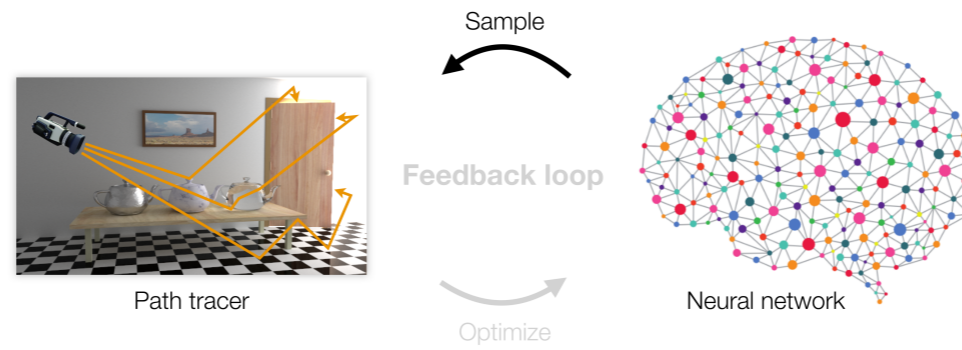 Sample
Feedback loop
Path tracer
Neural network
Optimize